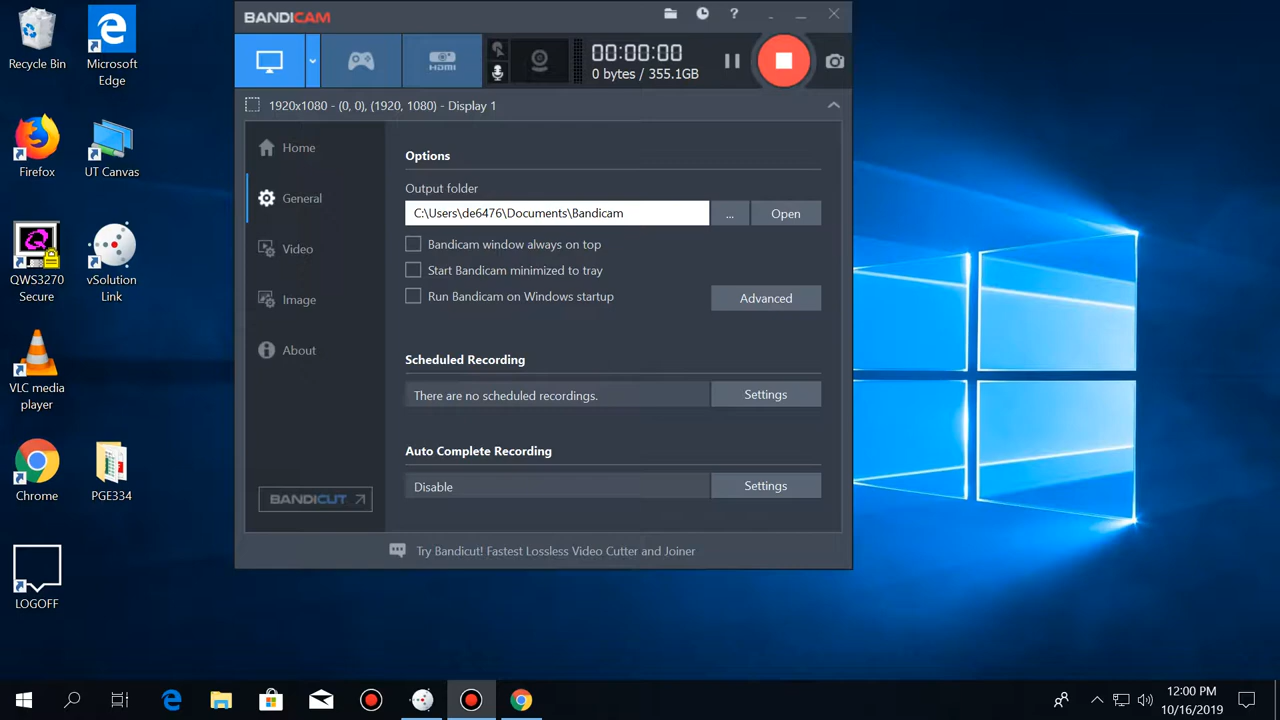 Recycle Bin
Microsoft
Edge
Firefox
UT Canvas
QWS3270
Secure
vSolution
Link
VLC media
player
Chrome
PGE334
LOGOFF
BANDICAM
?
HDMI
00:00:00
0 bytes / 355.1GB
1920x1080 - (0, 0), (1920, 1080) - Display 1
Home
General
Video
Image
About
BANDICUT
Options
Output folder
C:\Users\de6476\Documents\Bandicam
...
Open
Bandicam window always on top
Start Bandicam minimized to tray
Run Bandicam on Windows startup
Advanced
Scheduled Recording
There are no scheduled recordings.
Settings
Auto Complete Recording
Disable
Settings
Try Bandicut! Fastest Lossless Video Cutter and Joiner
12:00 PM
10/16/2019